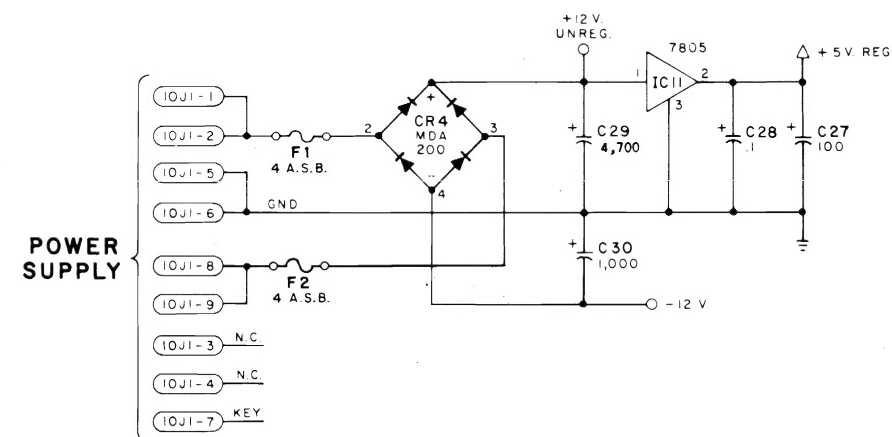 POWER
SUPPLY
10J1-1
10J1-2
10J1-5
10J1-6
10J1-8
10J1-9
10J1-3
10J1-4
10J1-7
N.C.
N.C.
KEY
GND
F1
4 A.S.B.
F2
4 A.S.B.
2
+
CR4
MDA
200
-
3
4
+12 V.
UNREG.
+
C29
4,700
+
C30
1,000
-12 V
7805
1
IC11
2
3
+
C28
.1
+
C27
100
+5V. REG